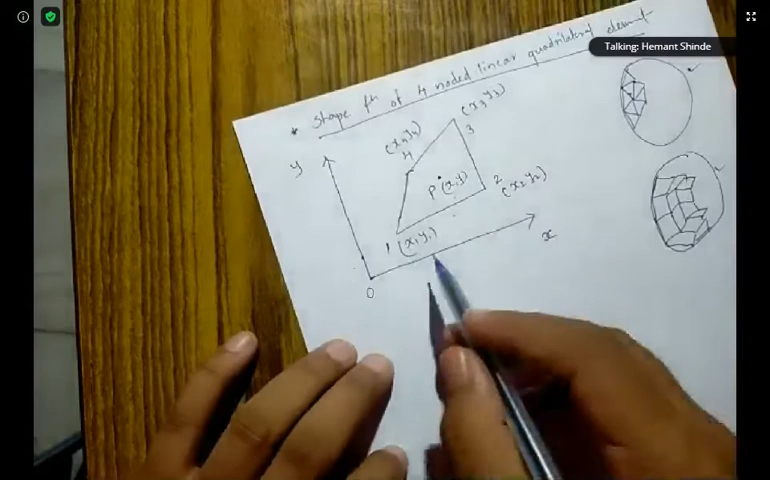 Talking: Hemant Shinde
* Shape fn of 4 noded linear quadrilateral element
(x3 y3)
3
(x4 y4)
4
y
P (x,y)
2
(x2 y2)
1
(x1 y1)
x
0